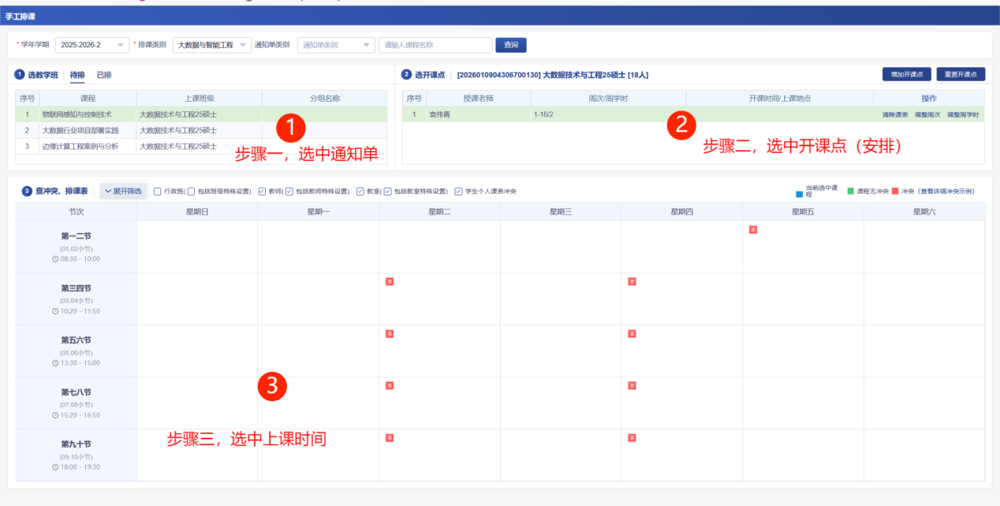 手工排课
* 学年学期 2025-2026-2 * 排课类别 大数据与智能工程 通知单类别 通知单类别 请输入课程名称 查询
1 选教学班 待排 已排
2 选开课点 [2026010904306700130] 大数据技术与工程25硕士 [18人] 增加开课点 重置开课点
序号 课程 上课班级 分组名称
1 物联网感知与控制技术 大数据技术与工程25硕士
2 大数据行业项目部署实践 大数据技术与工程25硕士
3 边缘计算工程案例与分析 大数据技术与工程25硕士
1
步骤一，选中通知单
序号 授课老师 周次/周学时 开课时间/上课地点 操作
1 袁伟青 1-16/2 清除课表 调整周次 调整周学时
2
步骤二，选中开课点（安排）
3 查冲突、排课表 展开筛选 行政班( 包括班级特殊设置) 教师( 包括教师特殊设置) 教室( 包括教室特殊设置) 学生个人课表冲突
当前选中课程 课程无冲突 冲突 (查看详细冲突示例)
节次 星期日 星期一 星期二 星期三 星期四 星期五 星期六
第一二节 本
(01,02小节)
08:30 - 10:00
第三四节 本 本
(03,04小节)
10:20 - 11:50
第五六节 本 本
(05,06小节)
13:30 - 15:00
第七八节 本 本
(07,08小节)
15:20 - 16:50
第九十节 本 本
(09,10小节)
18:00 - 19:30
3
步骤三，选中上课时间